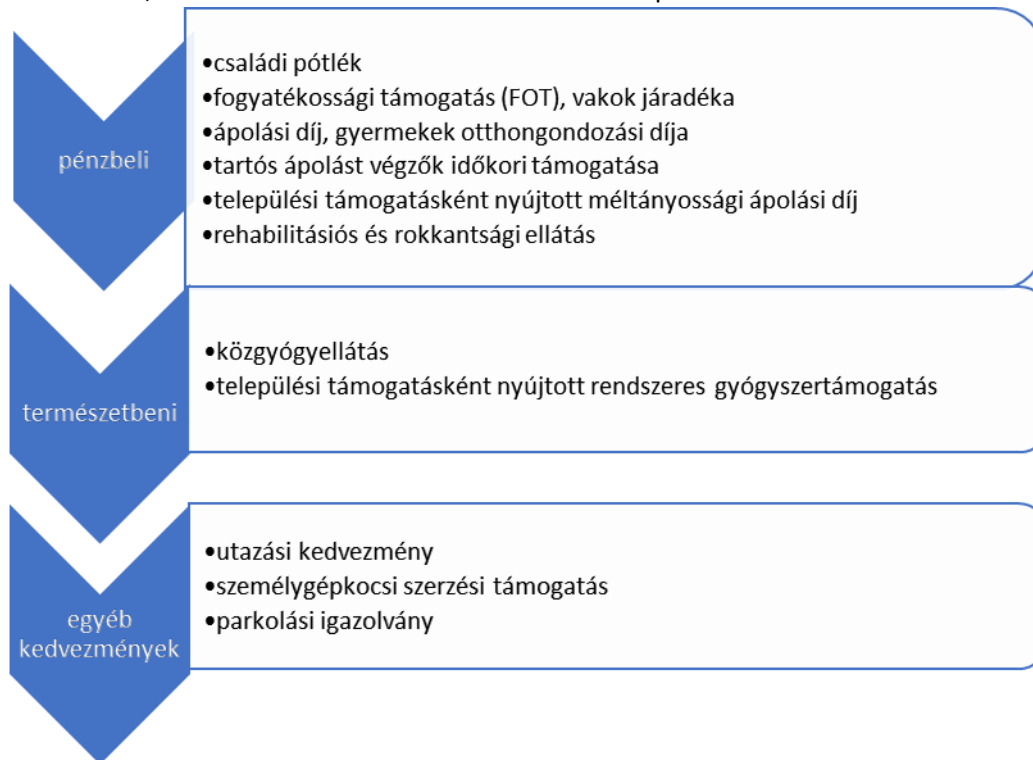 pénzbeli
•családi pótlék
•fogyatékossági támogatás (FOT), vakok járadéka
•ápolási díj, gyermekek otthongondozási díja
•tartós ápolást végzők időkori támogatása
•települési támogatásként nyújtott méltányossági ápolási díj
•rehabilitásiós és rokkantsági ellátás
természetbeni
•közgyógyellátás
•települési támogatásként nyújtott rendszeres gyógyszertámogatás
egyéb
kedvezmények
•utazási kedvezmény
•személygépkocsi szerzési támogatás
•parkolási igazolvány